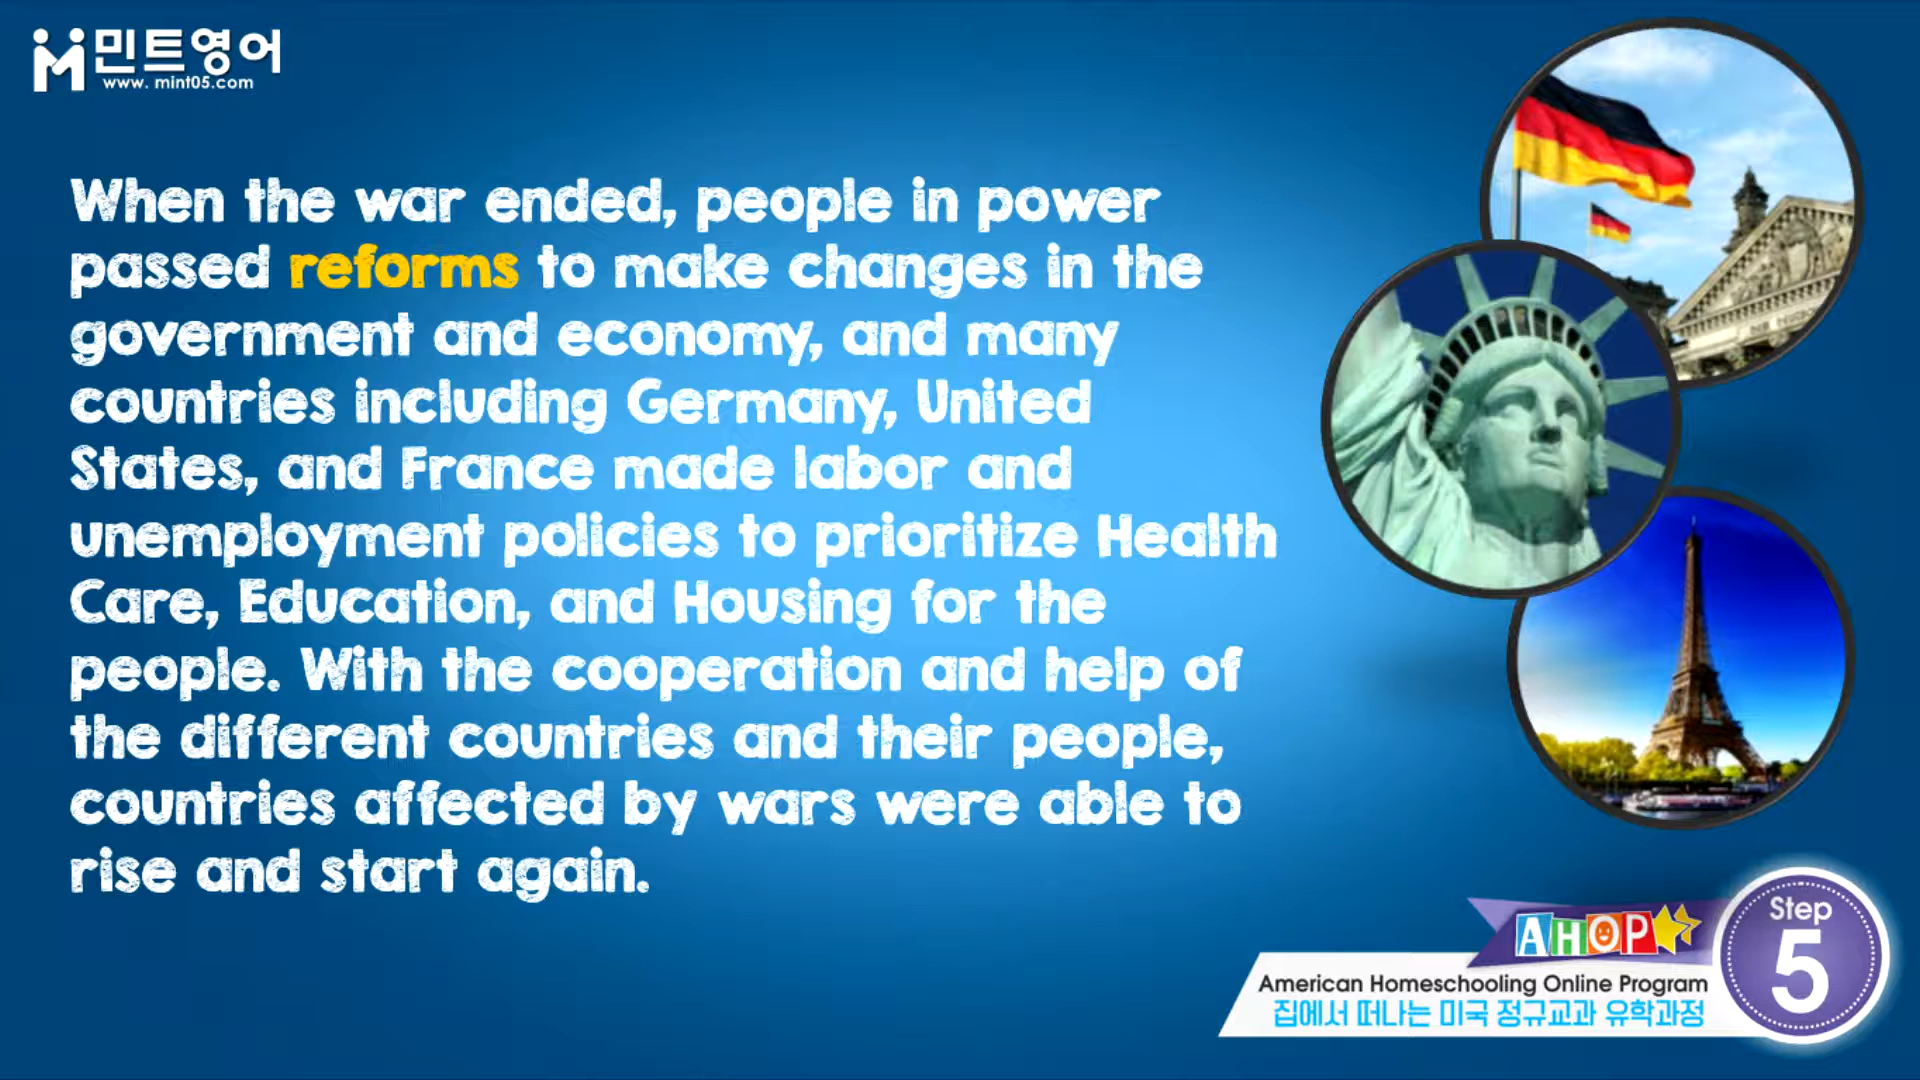 민트영어
www. mint05.com
When the war ended, people in power
passed reforms to make changes in the
government and economy, and many
countries including Germany, United
States, and France made labor and
unemployment policies to prioritize Health
Care, Education, and Housing for the
people. With the cooperation and help of
the different countries and their people,
countries affected by wars were able to
rise and start again.
AHOP
Step
5
American Homeschooling Online Program
집에서 떠나는 미국 정규교과 유학과정